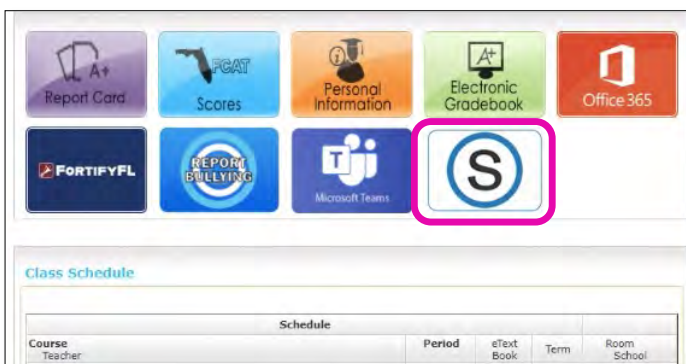 A+
Report Card
FCAT
Scores
Personal
Information
A+
Electronic
Gradebook
Office 365
FORTIFYFL
REPORT
BULLYING
T
Microsoft Teams
S
Class Schedule
Schedule
Course
Teacher
Period
eText
Book
Term
Room
School